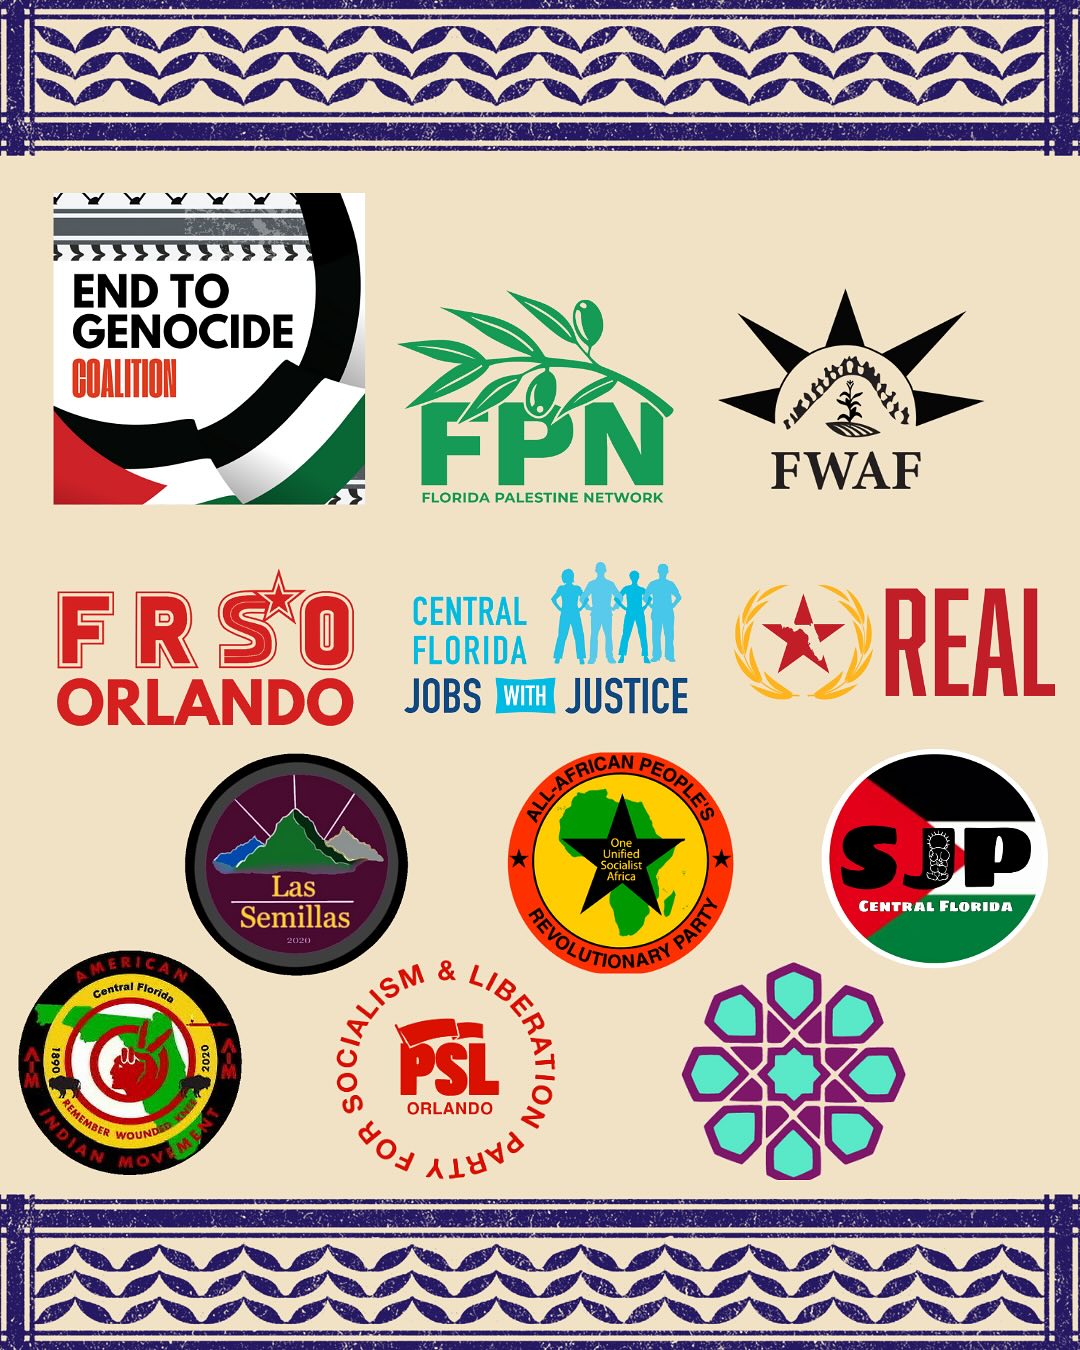 END TO
GENOCIDE
COALITION
FPN
FLORIDA PALESTINE NETWORK
FWAF
FRSO
ORLANDO
CENTRAL
FLORIDA
JOBS WITH JUSTICE
REAL
Las
Semillas
2020
ALL-AFRICAN PEOPLE'S
One
Unified
Socialist
Africa
REVOLUTIONARY PARTY
SJP
CENTRAL FLORIDA
AMERICAN
Central Florida
AIM
1890
2020
AIM
REMEMBER WOUNDED KNEE
INDIAN MOVEMENT
PARTY FOR SOCIALISM & LIBERATION
PSL
ORLANDO